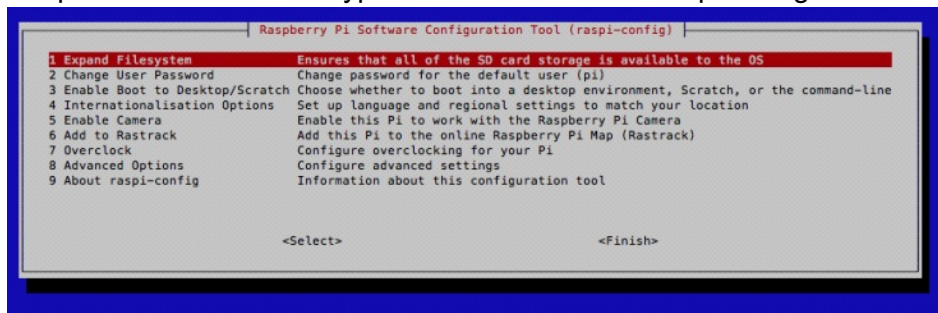 Raspberry Pi Software Configuration Tool (raspi-config)
1 Expand Filesystem Ensures that all of the SD card storage is available to the OS
2 Change User Password Change password for the default user (pi)
3 Enable Boot to Desktop/Scratch Choose whether to boot into a desktop environment, Scratch, or the command-line
4 Internationalisation Options Set up language and regional settings to match your location
5 Enable Camera Enable this Pi to work with the Raspberry Pi Camera
6 Add to Rastrack Add this Pi to the online Raspberry Pi Map (Rastrack)
7 Overclock Configure overclocking for your Pi
8 Advanced Options Configure advanced settings
9 About raspi-config Information about this configuration tool
<Select> <Finish>